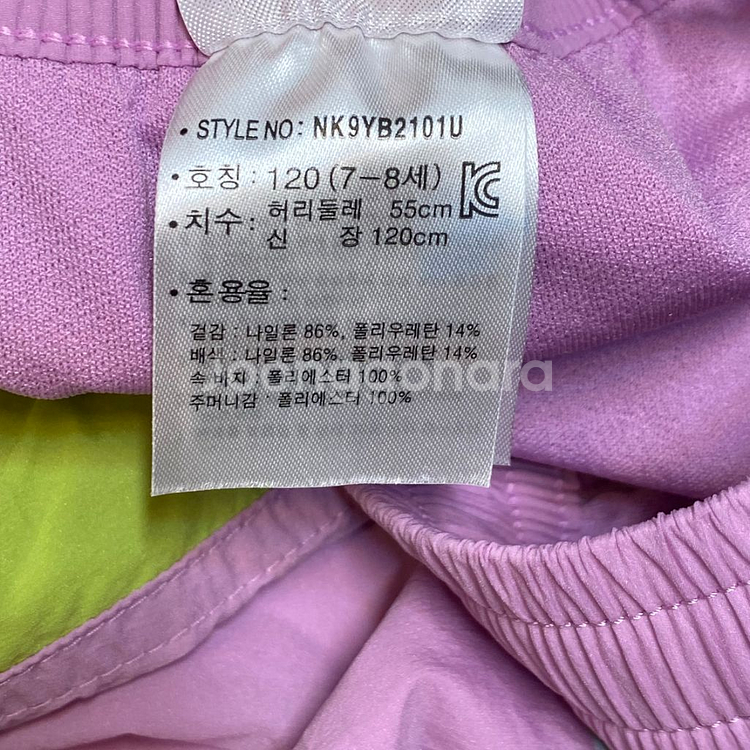 • STYLE NO: NK9YB2101U
• 호칭 : 120 (7-8세)
• 치수 : 허리둘레 55cm
신 장 120cm
• 혼용율 :
겉감 : 나일론 86%, 폴리우레탄 14%
배색 : 나일론 86%, 폴리우레탄 14%
속 바지 : 폴리에스터 100%
주머니감 : 폴리에스터 100%